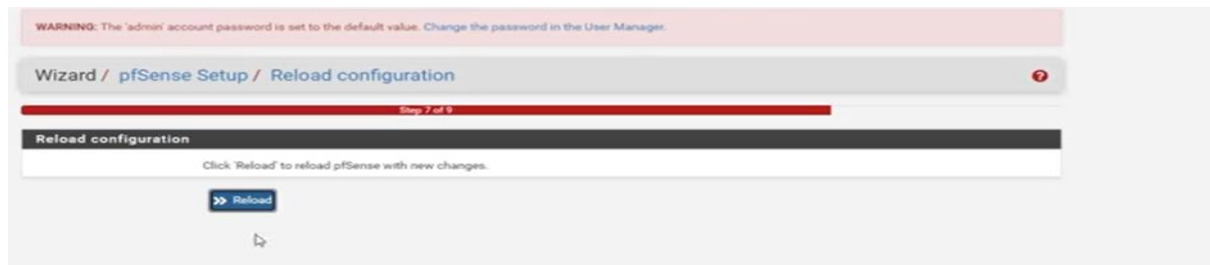 WARNING: The 'admin' account password is set to the default value. Change the password in the User Manager.
Wizard / pfSense Setup / Reload configuration
Step 7 of 9
Reload configuration
Click 'Reload' to reload pfSense with new changes.
Reload